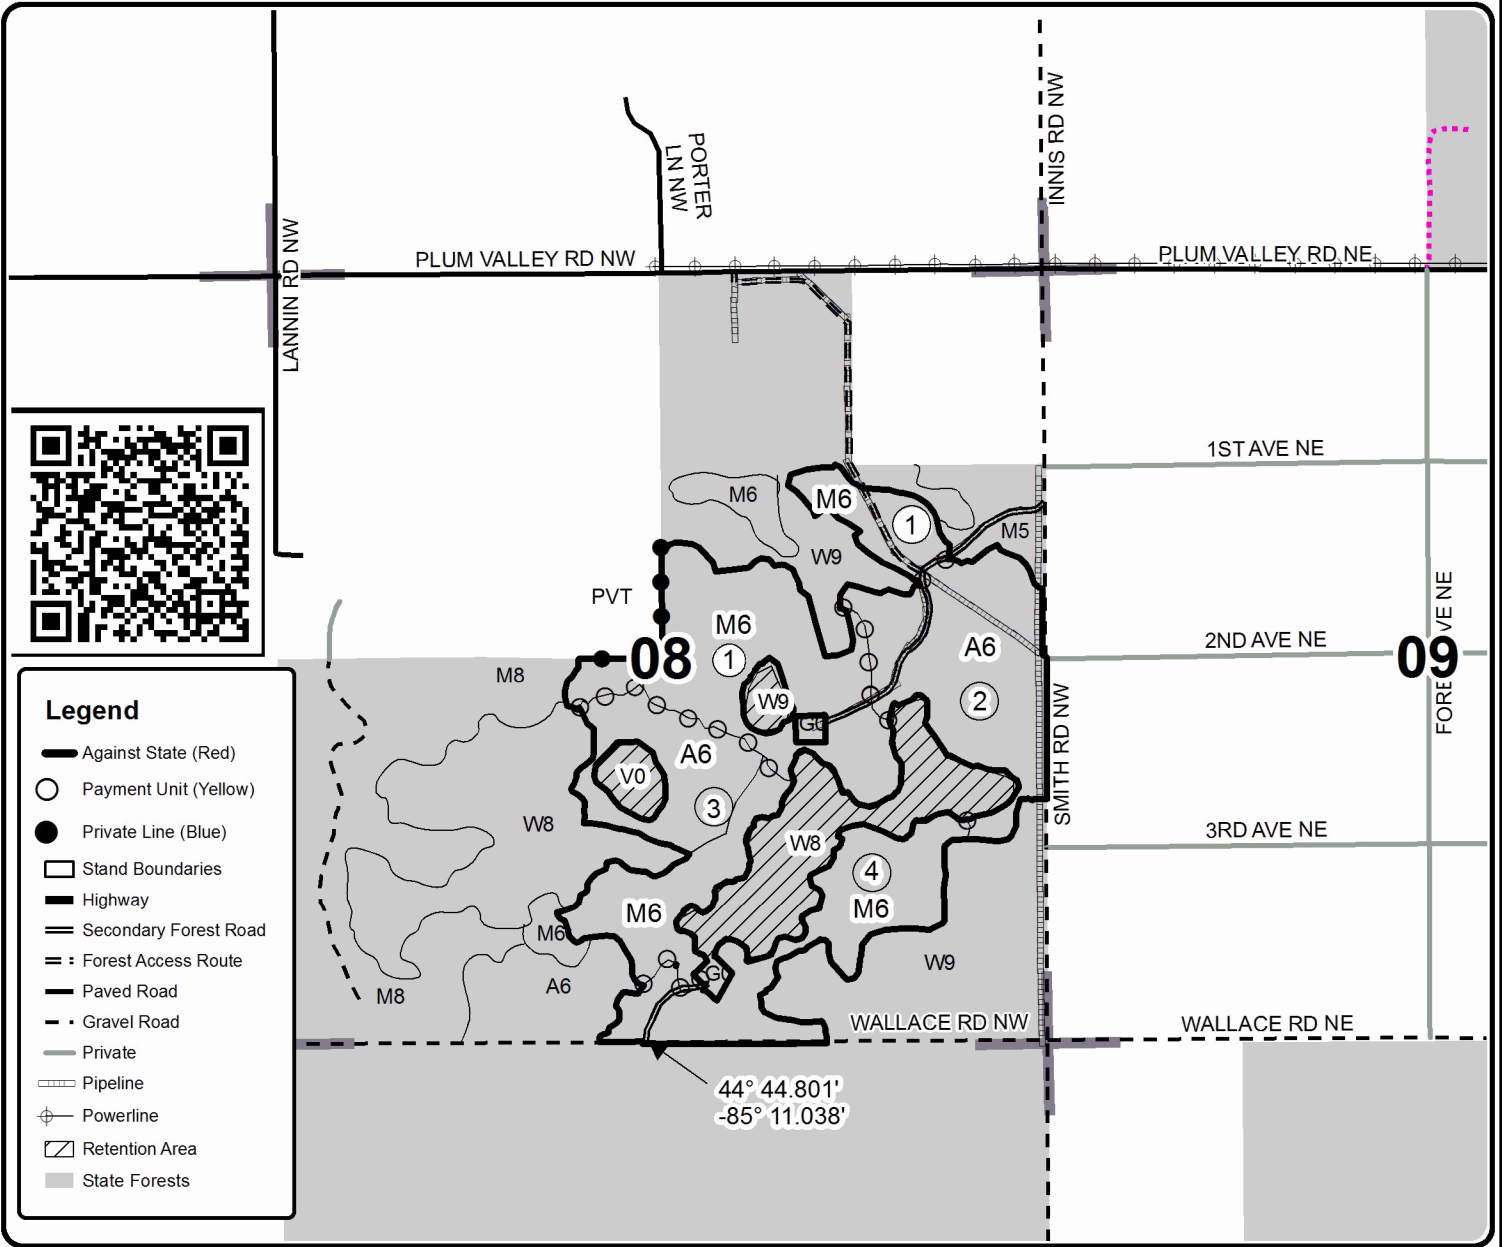 INNIS RD NW
PORTER
LN NW
PLUM VALLEY RD NW
PLUM VALLEY RD NE
LANNIN RD NW
1ST AVE NE
M6
M6
1
M5
W9
PVT
M6
1
08
A6
2ND AVE NE
09
M8
W9
2
G0
SMITH RD NW
A6
V0
3
W8
W8
3RD AVE NE
4
M6
M6
M6
W9
A6
M8
WALLACE RD NW
WALLACE RD NE
44° 44.801'
-85° 11.038'
Legend
Against State (Red)
Payment Unit (Yellow)
Private Line (Blue)
Stand Boundaries
Highway
Secondary Forest Road
Forest Access Route
Paved Road
Gravel Road
Private
Pipeline
Powerline
Retention Area
State Forests